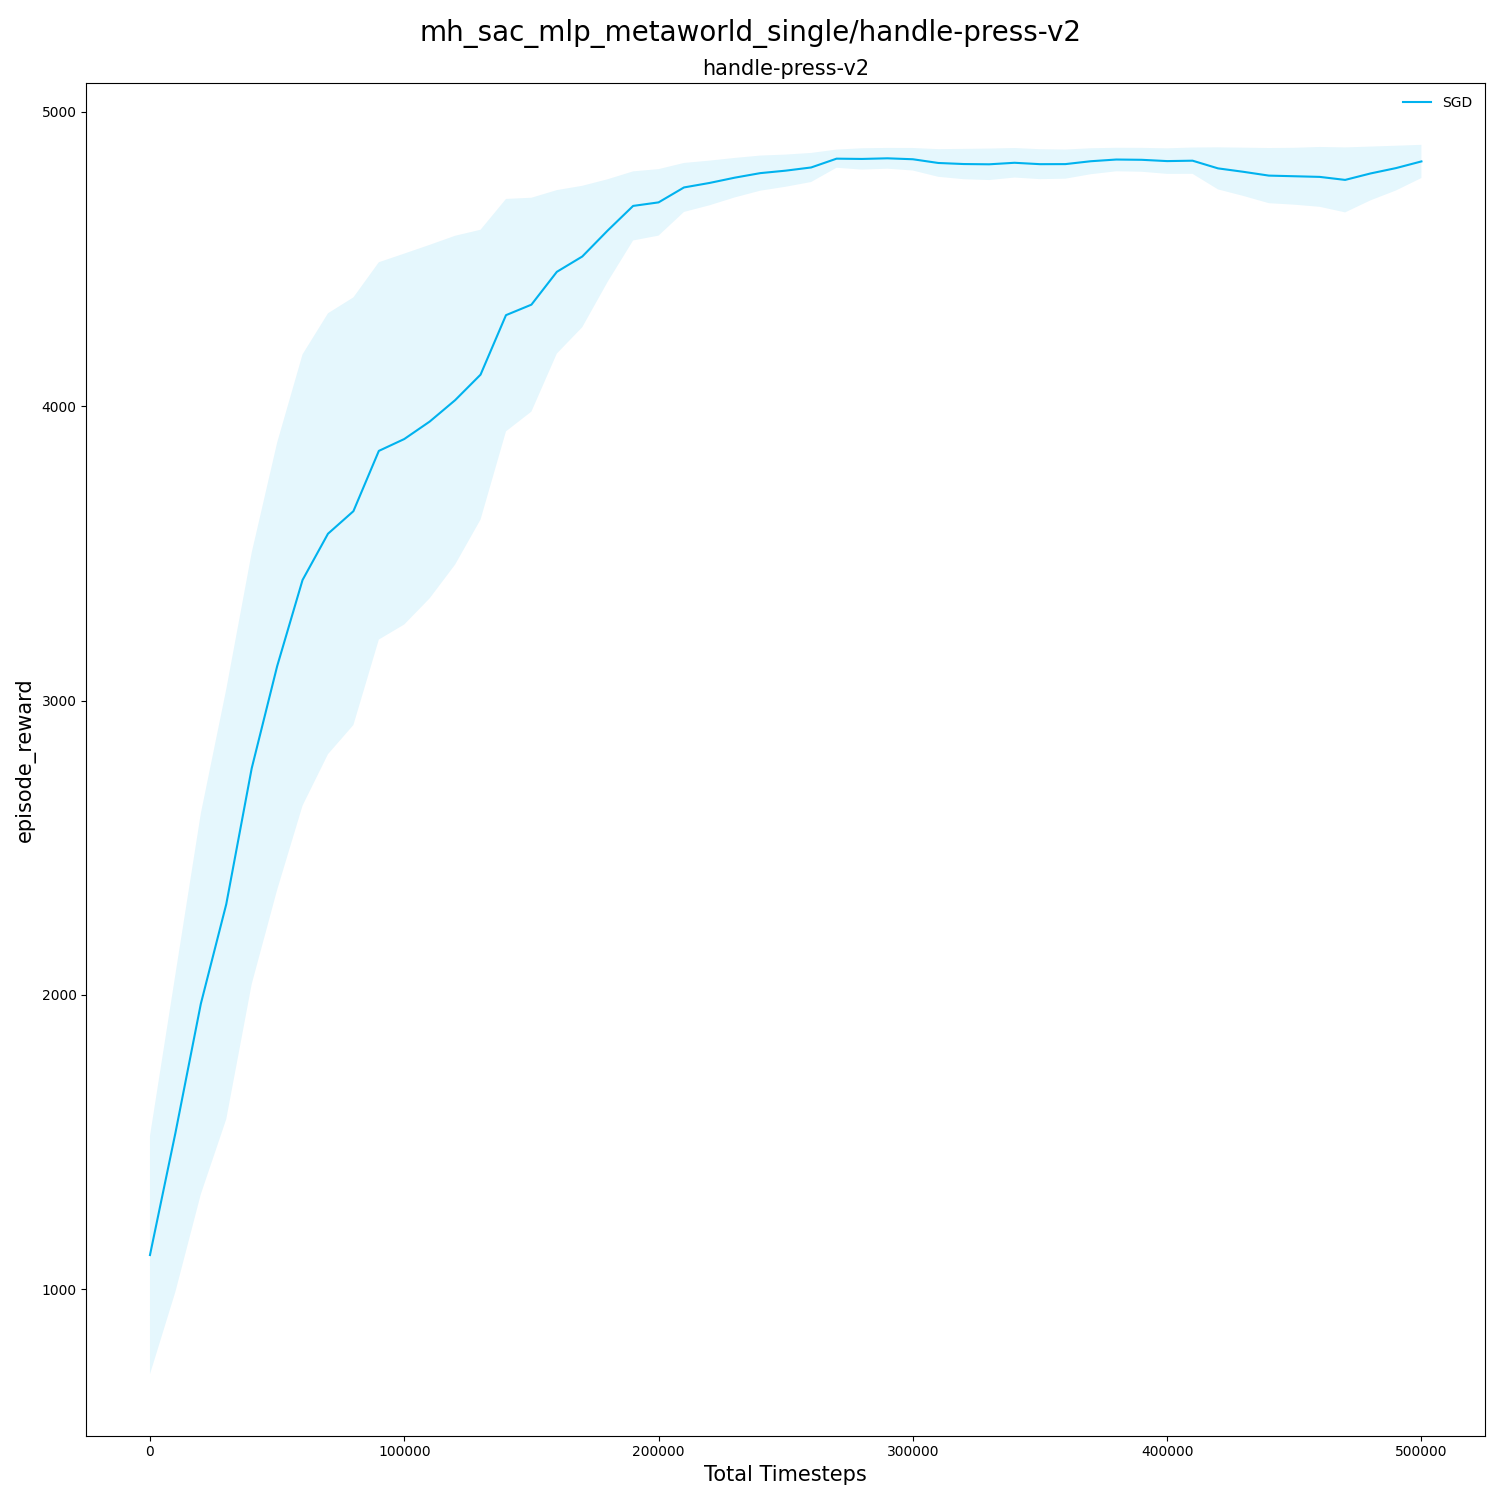 mh_sac_mlp_metaworld_single/handle-press-v2
handle-press-v2
SGD
5000
4000
3000
2000
1000
episode_reward
0 100000 200000 300000 400000 500000
Total Timesteps